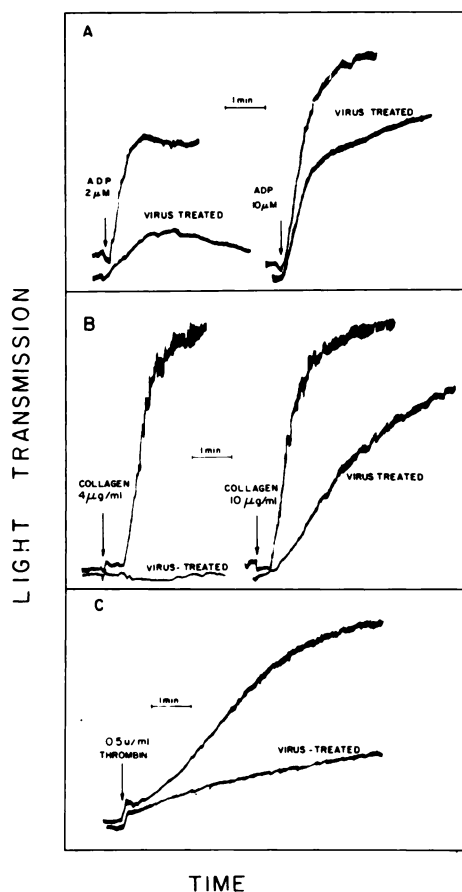 A
1 min
VIRUS TREATED
ADP
2 μM
VIRUS TREATED
ADP
10 μM
B
COLLAGEN
4 μg/ml
1 min
COLLAGEN
10 μg/ml
VIRUS TREATED
VIRUS-TREATED
C
1 min
0.5 u/ml
THROMBIN
VIRUS-TREATED
LIGHT TRANSMISSION
TIME